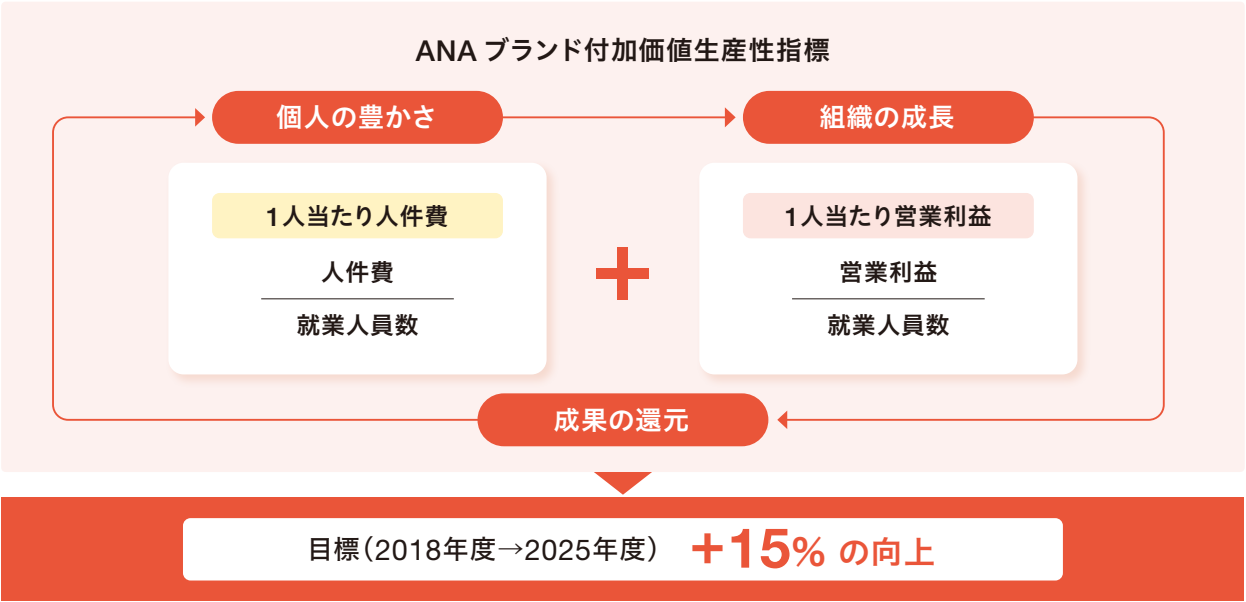 ANA ブランド付加価値生産性指標
個人の豊かさ
組織の成長
1人当たり人件費
人件費
就業人員数
+
1人当たり営業利益
営業利益
就業人員数
成果の還元
目標(2018年度→2025年度) +15% の向上